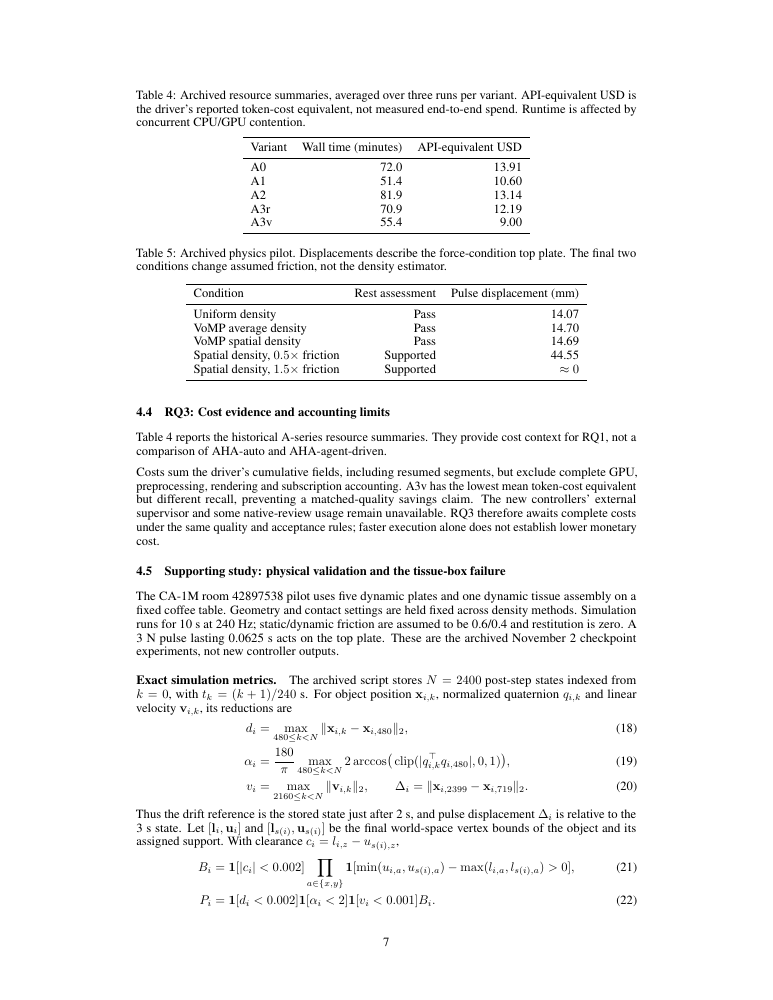 Table 4: Archived resource summaries, averaged over three runs per variant. API-equivalent USD is
the driver's reported token-cost equivalent, not measured end-to-end spend. Runtime is affected by
concurrent CPU/GPU contention.
Variant Wall time (minutes) API-equivalent USD
A0 72.0 13.91
A1 51.4 10.60
A2 81.9 13.14
A3r 70.9 12.19
A3v 55.4 9.00
Table 5: Archived physics pilot. Displacements describe the force-condition top plate. The final two
conditions change assumed friction, not the density estimator.
Condition Rest assessment Pulse displacement (mm)
Uniform density Pass 14.07
VoMP average density Pass 14.70
VoMP spatial density Pass 14.69
Spatial density, 0.5× friction Supported 44.55
Spatial density, 1.5× friction Supported ≈ 0
4.4 RQ3: Cost evidence and accounting limits
Table 4 reports the historical A-series resource summaries. They provide cost context for RQ1, not a
comparison of AHA-auto and AHA-agent-driven.
Costs sum the driver's cumulative fields, including resumed segments, but exclude complete GPU,
preprocessing, rendering and subscription accounting. A3v has the lowest mean token-cost equivalent
but different recall, preventing a matched-quality savings claim. The new controllers' external
supervisor and some native-review usage remain unavailable. RQ3 therefore awaits complete costs
under the same quality and acceptance rules; faster execution alone does not establish lower monetary
cost.
4.5 Supporting study: physical validation and the tissue-box failure
The CA-1M room 42897538 pilot uses five dynamic plates and one dynamic tissue assembly on a
fixed coffee table. Geometry and contact settings are held fixed across density methods. Simulation
runs for 10 s at 240 Hz; static/dynamic friction are assumed to be 0.6/0.4 and restitution is zero. A
3 N pulse lasting 0.0625 s acts on the top plate. These are the archived November 2 checkpoint
experiments, not new controller outputs.
Exact simulation metrics. The archived script stores N = 2400 post-step states indexed from
k = 0, with t_k = (k + 1)/240 s. For object position x_{i,k}, normalized quaternion q_{i,k} and linear
velocity v_{i,k}, its reductions are
d_i = max_{480≤k<N} ‖x_{i,k} − x_{i,480}‖_2, (18)
α_i = 180/π max_{480≤k<N} 2 arccos(clip(|q_{i,k}^⊤ q_{i,480}|, 0, 1)), (19)
v_i = max_{2160≤k<N} ‖v_{i,k}‖_2, Δ_i = ‖x_{i,2399} − x_{i,719}‖_2. (20)
Thus the drift reference is the stored state just after 2 s, and pulse displacement Δ_i is relative to the
3 s state. Let [l_i, u_i] and [l_{s(i)}, u_{s(i)}] be the final world-space vertex bounds of the object and its
assigned support. With clearance c_i = l_{i,z} − u_{s(i),z},
B_i = 1[|c_i| < 0.002] ∏_{a∈{x,y}} 1[min(u_{i,a}, u_{s(i),a}) − max(l_{i,a}, l_{s(i),a}) > 0], (21)
P_i = 1[d_i < 0.002]1[α_i < 2]1[v_i < 0.001]B_i. (22)
7